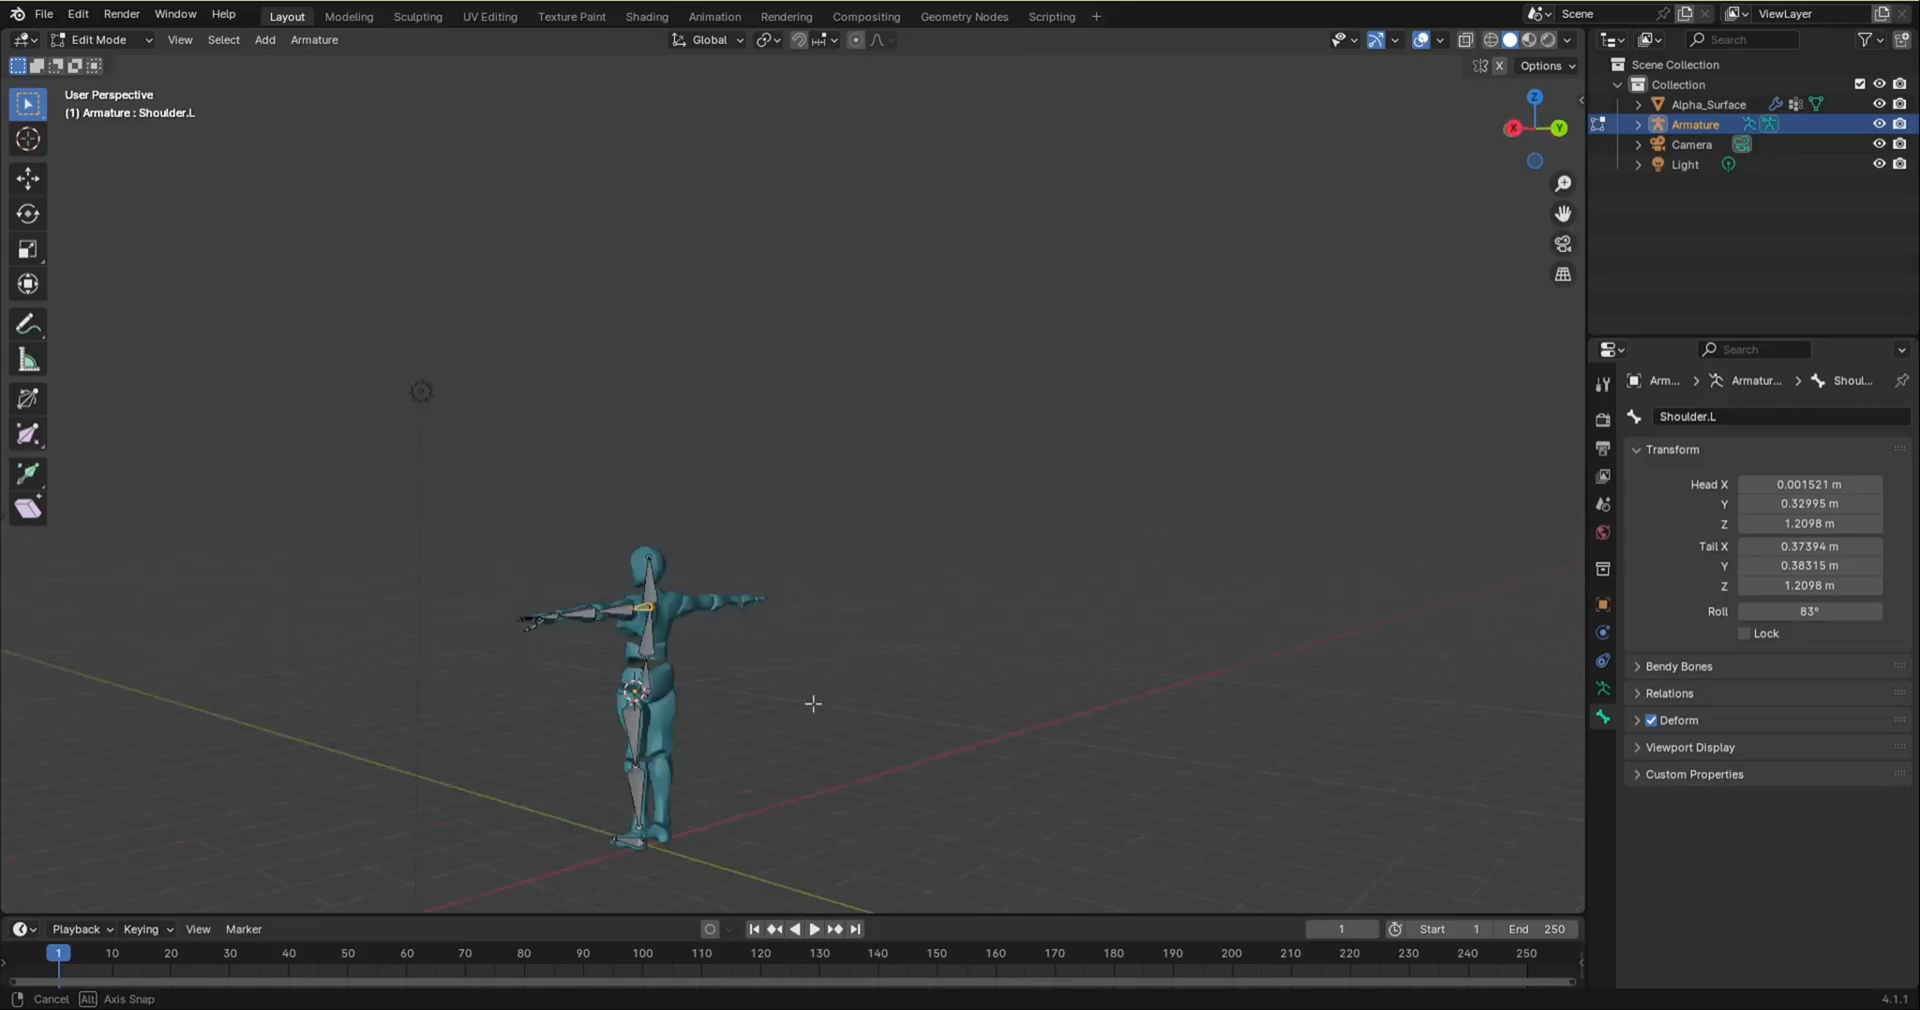 File Edit Render Window Help Layout Modeling Sculpting UV Editing Texture Paint Shading Animation Rendering Compositing Geometry Nodes Scripting + Scene ViewLayer
Edit Mode View Select Add Armature Global Search
X Options
User Perspective
(1) Armature : Shoulder.L
Z
X Y
Scene Collection
Collection
Alpha_Surface
Armature
Camera
Light
Search
Arm... Armatur... Shoul...
Shoulder.L
Transform
Head X 0.001521 m
Y 0.32995 m
Z 1.2098 m
Tail X 0.37394 m
Y 0.38315 m
Z 1.2098 m
Roll 83°
Lock
Bendy Bones
Relations
Deform
Viewport Display
Custom Properties
Playback Keying View Marker 1 Start 1 End 250
1 10 20 30 40 50 60 70 80 90 100 110 120 130 140 150 160 170 180 190 200 210 220 230 240 250
Cancel Alt Axis Snap 4.1.1